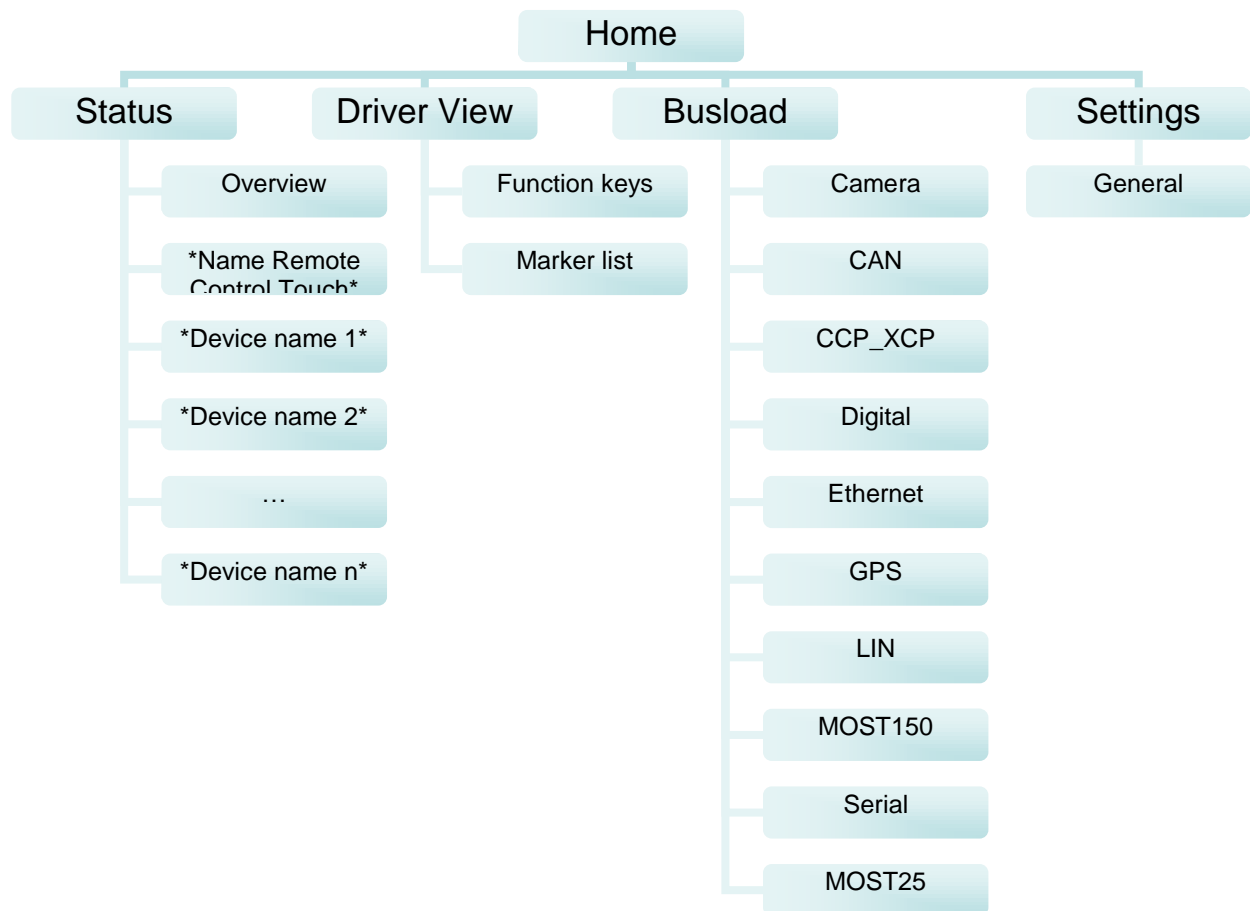 Home
Status
Driver View
Busload
Settings
Overview
*Name Remote
Control Touch*
*Device name 1*
*Device name 2*
…
*Device name n*
Function keys
Marker list
Camera
CAN
CCP_XCP
Digital
Ethernet
GPS
LIN
MOST150
Serial
MOST25
General